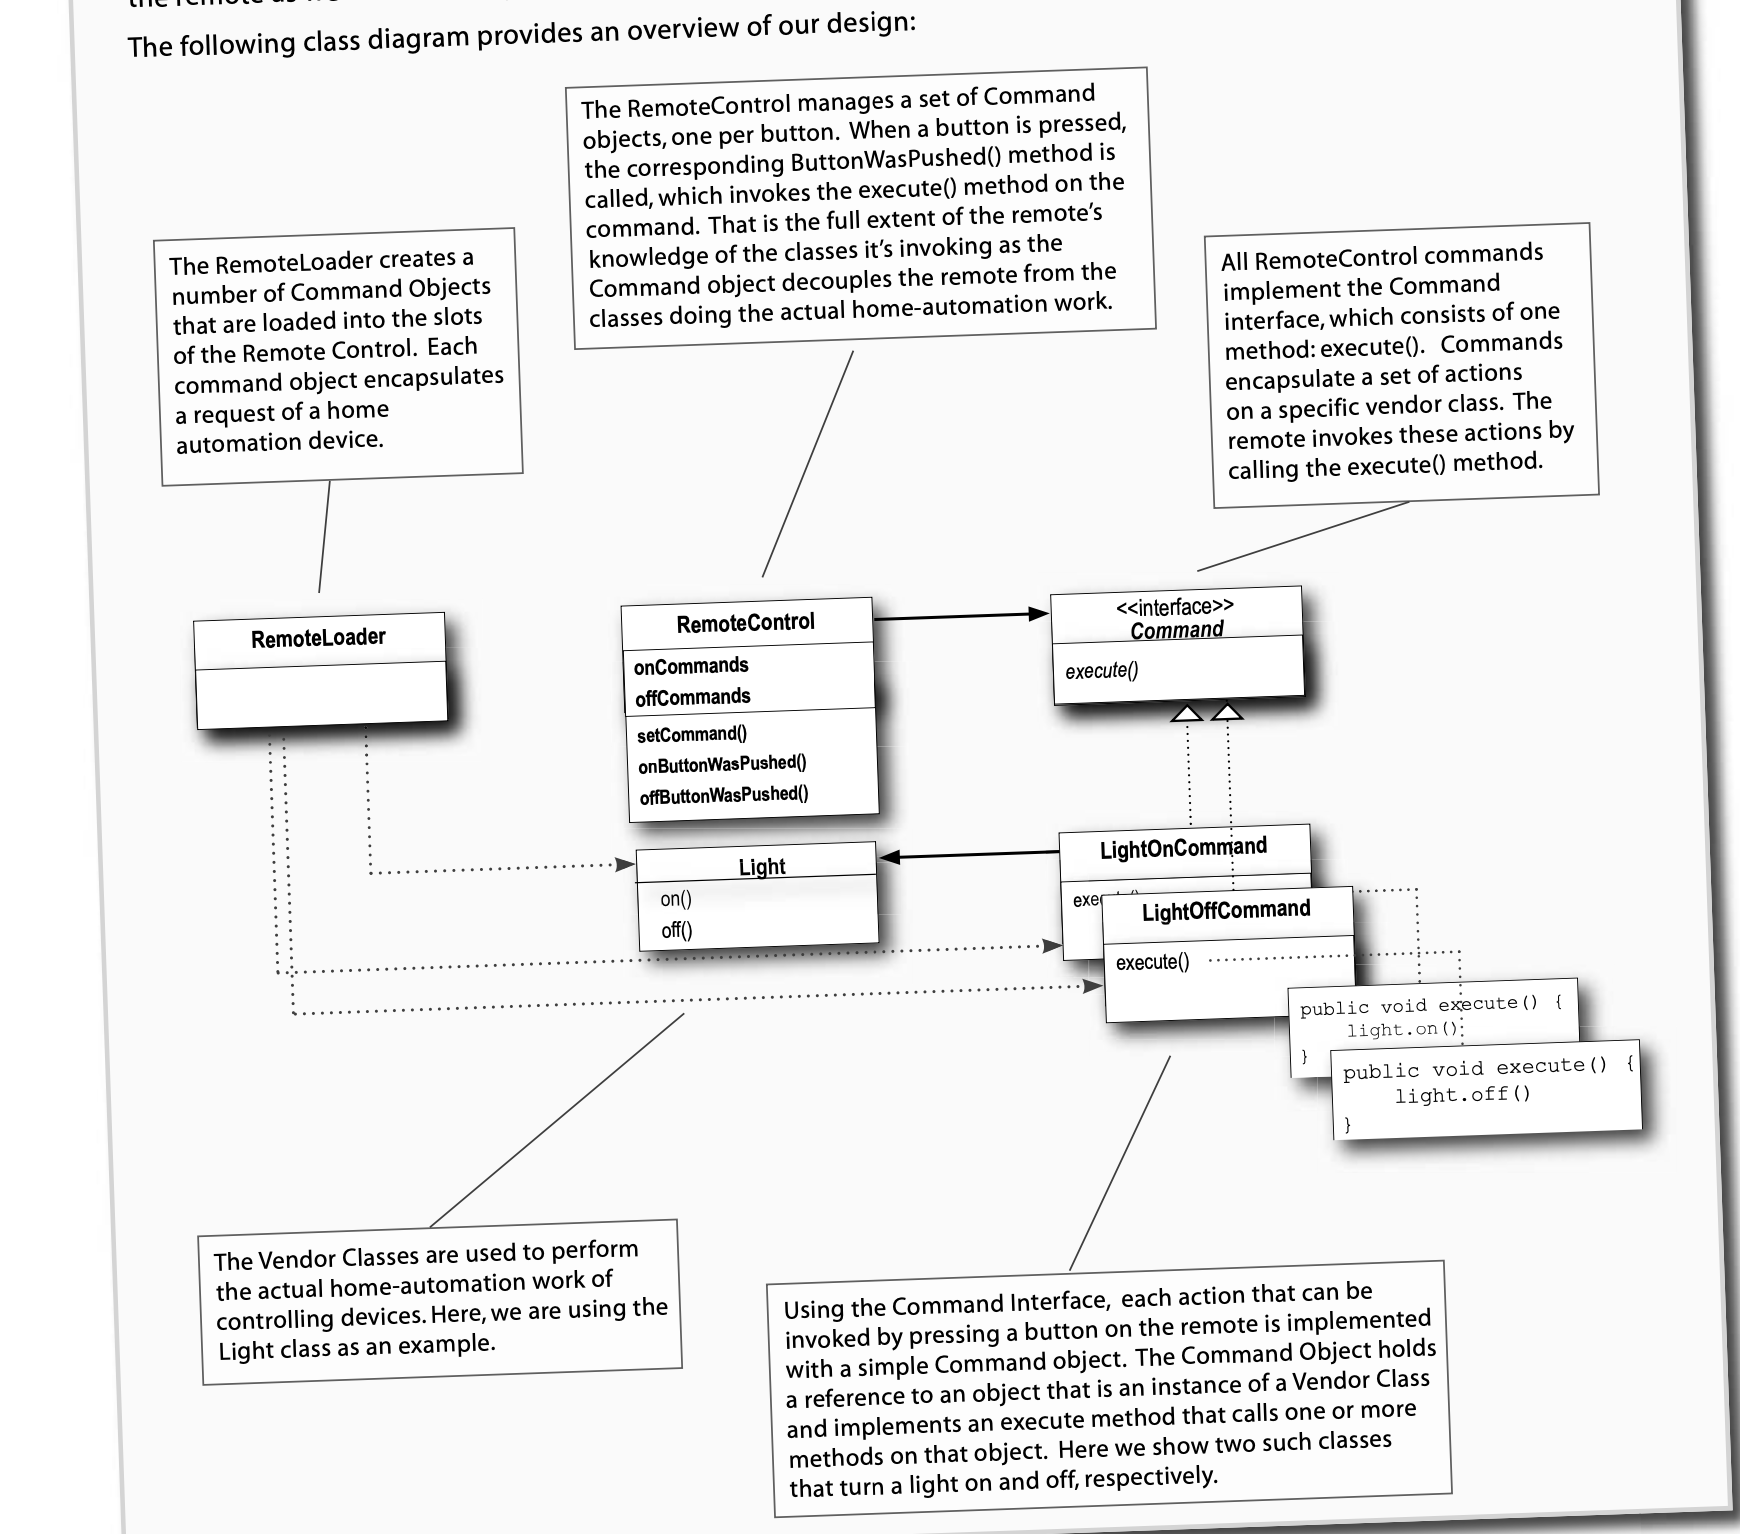 The following class diagram provides an overview of our design:
The RemoteControl manages a set of Command
objects, one per button. When a button is pressed,
the corresponding ButtonWasPushed() method is
called, which invokes the execute() method on the
command. That is the full extent of the remote's
knowledge of the classes it's invoking as the
Command object decouples the remote from the
classes doing the actual home-automation work.
The RemoteLoader creates a
number of Command Objects
that are loaded into the slots
of the Remote Control. Each
command object encapsulates
a request of a home
automation device.
All RemoteControl commands
implement the Command
interface, which consists of one
method: execute(). Commands
encapsulate a set of actions
on a specific vendor class. The
remote invokes these actions by
calling the execute() method.
RemoteLoader
RemoteControl
onCommands
offCommands
setCommand()
onButtonWasPushed()
offButtonWasPushed()
<<interface>>
Command
execute()
Light
on()
off()
LightOnCommand
LightOffCommand
execute()
public void execute() {
light.on();
}
public void execute() {
light.off()
}
The Vendor Classes are used to perform
the actual home-automation work of
controlling devices. Here, we are using the
Light class as an example.
Using the Command Interface, each action that can be
invoked by pressing a button on the remote is implemented
with a simple Command object. The Command Object holds
a reference to an object that is an instance of a Vendor Class
and implements an execute method that calls one or more
methods on that object. Here we show two such classes
that turn a light on and off, respectively.